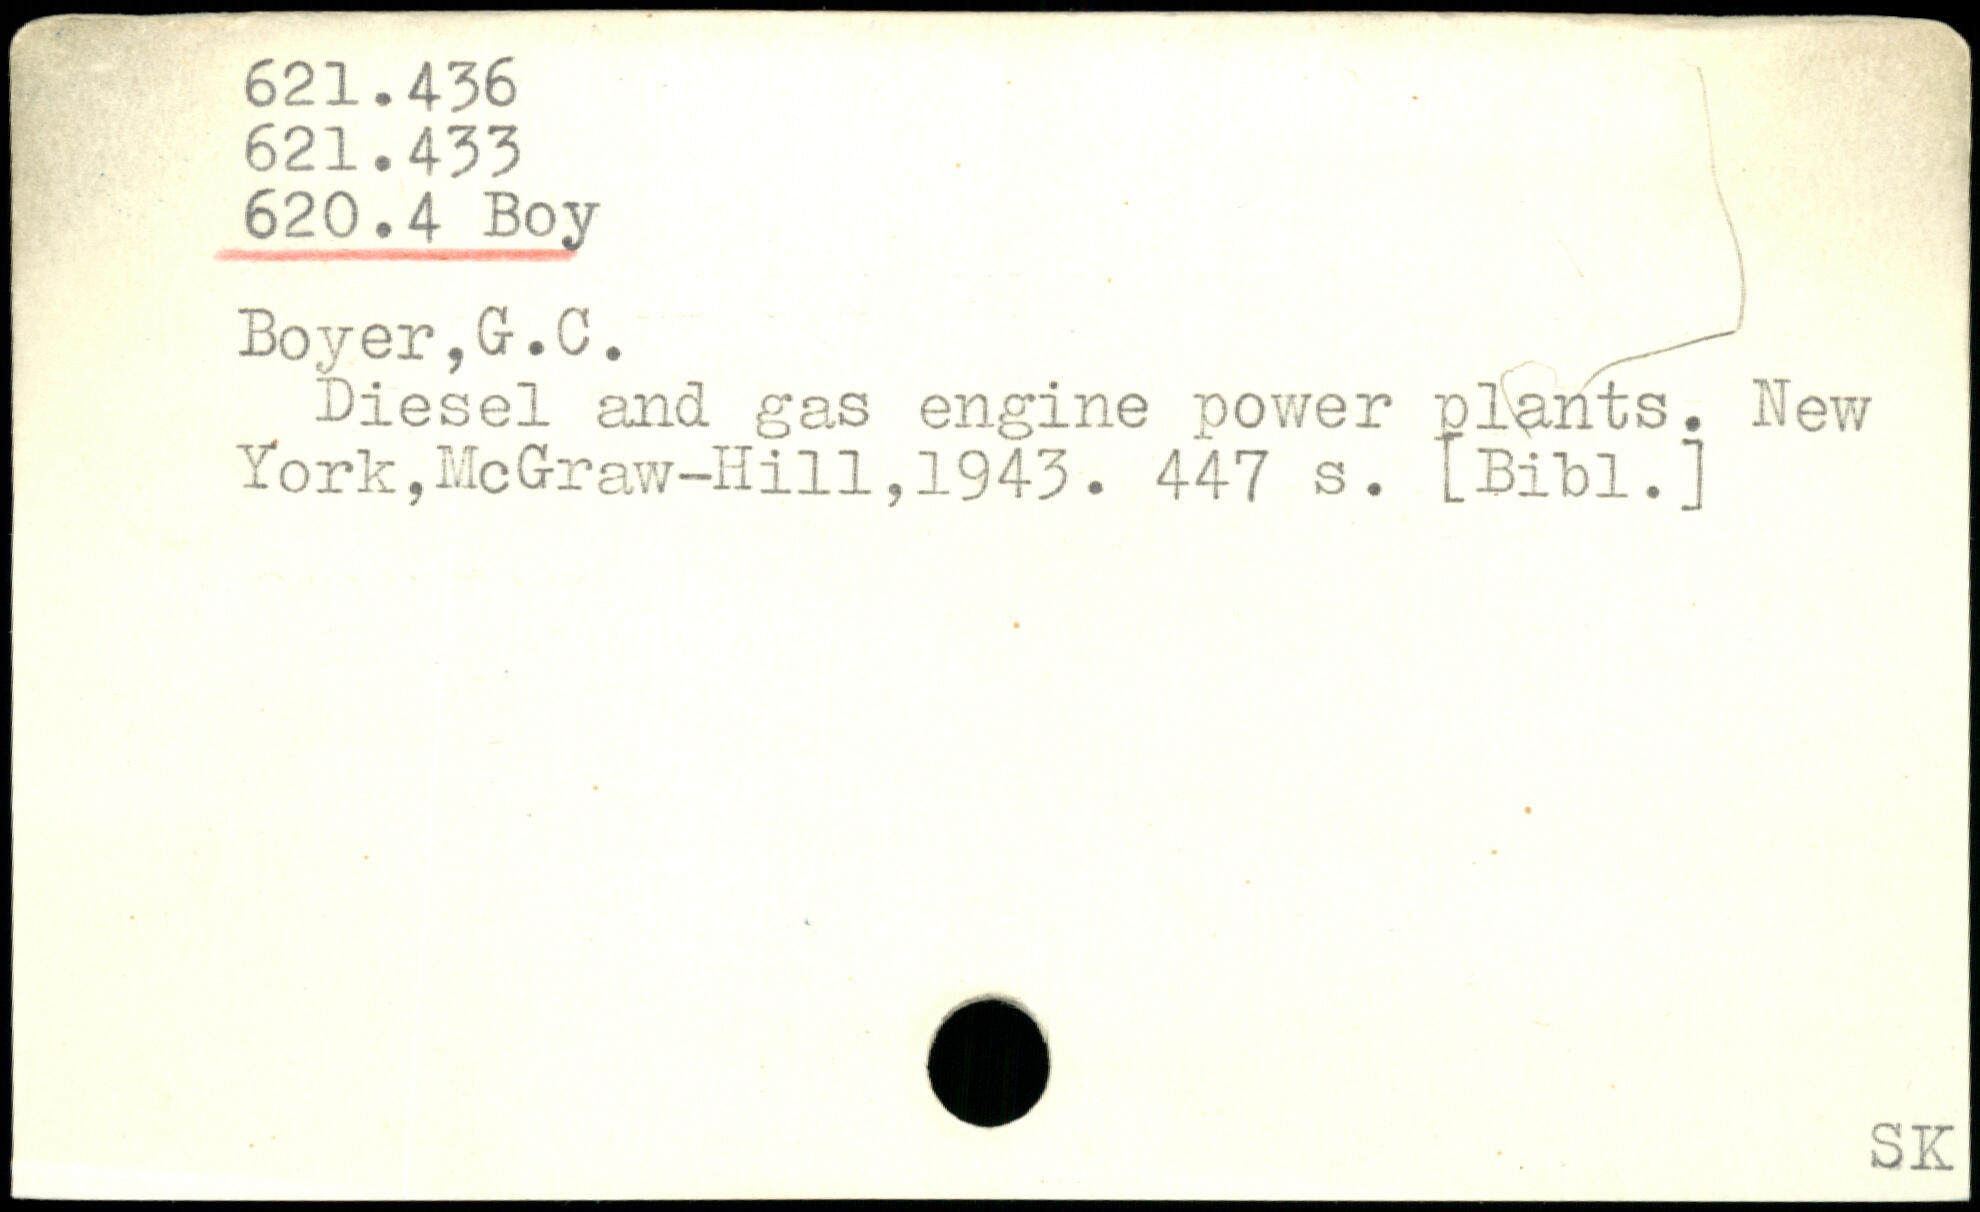 621.436
621.433
620.4 Boy
Boyer,G.C.
Diesel and gas engine power plants. New
York,McGraw-Hill,1943. 447 s. [Bibl.]
SK